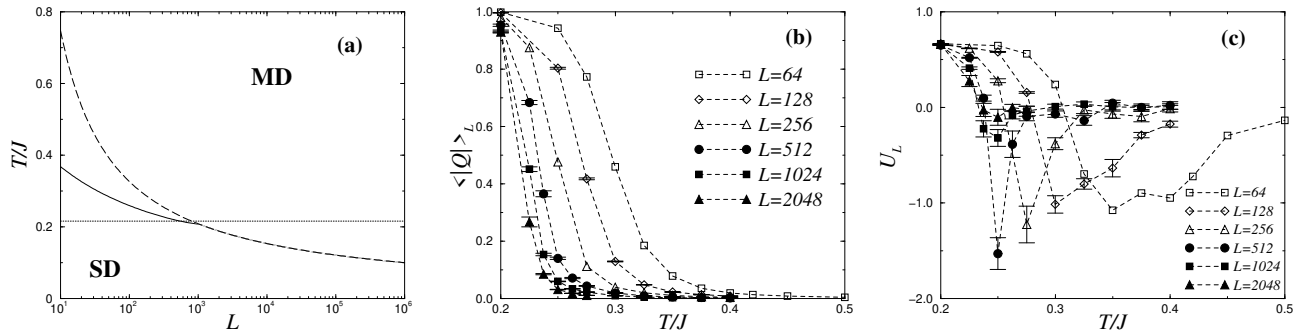 0.8
0.6
0.4
0.2
0.0
T/J
10¹
10²
10³
10⁴
10⁵
10⁶
L
(a)
MD
SD
1.0
0.8
0.6
0.4
0.2
0.0
<|Q|>L
0.2
0.3
0.4
0.5
T/J
(b)
L=64
L=128
L=256
L=512
L=1024
L=2048
1.0
0.0
−1.0
−2.0
U_L
0.2
0.3
0.4
0.5
T/J
(c)
L=64
L=128
L=256
L=512
L=1024
L=2048